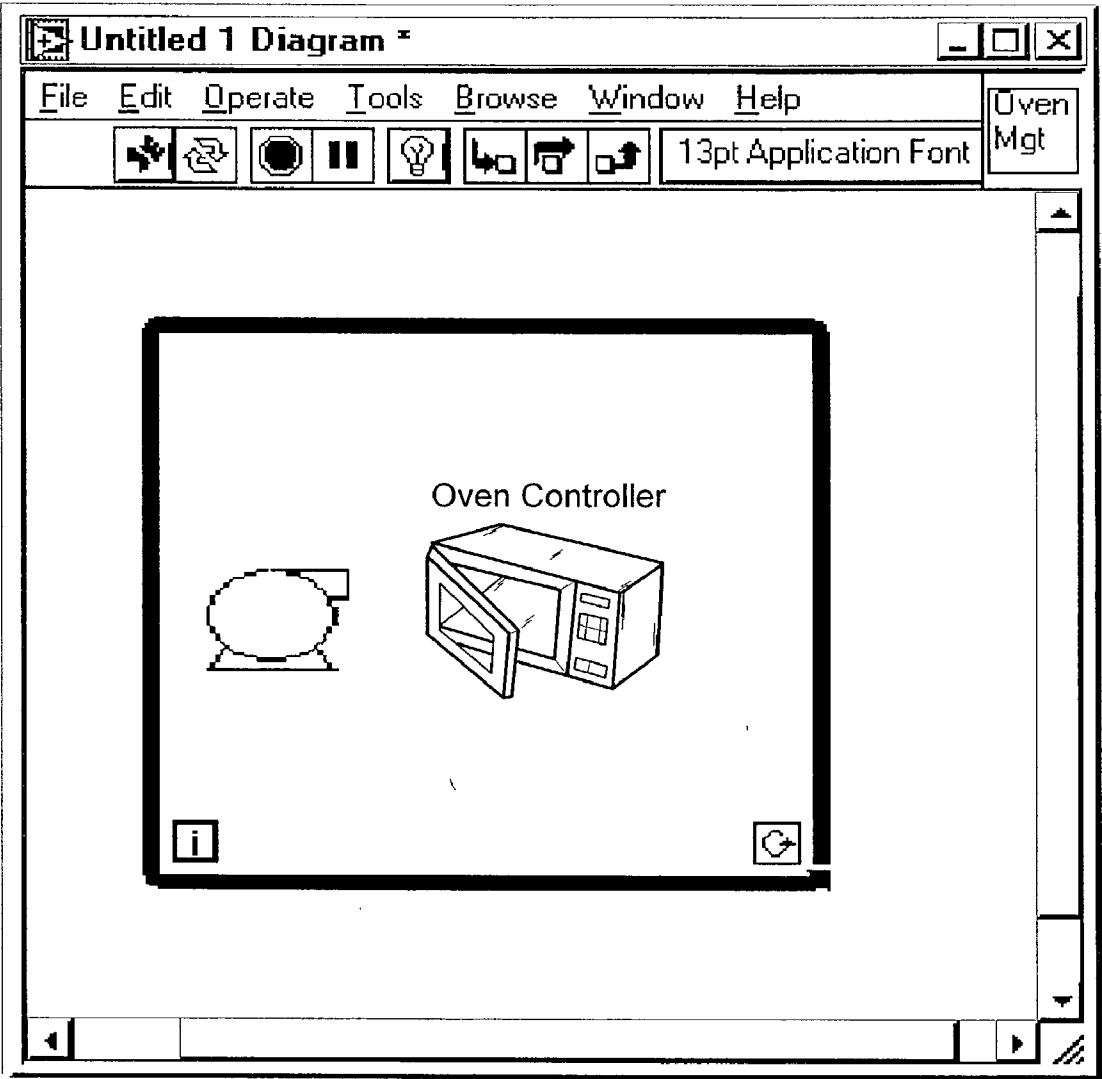 Untitled 1 Diagram *
File Edit Operate Tools Browse Window Help
Oven
Mgt
13pt Application Font
Oven Controller
i